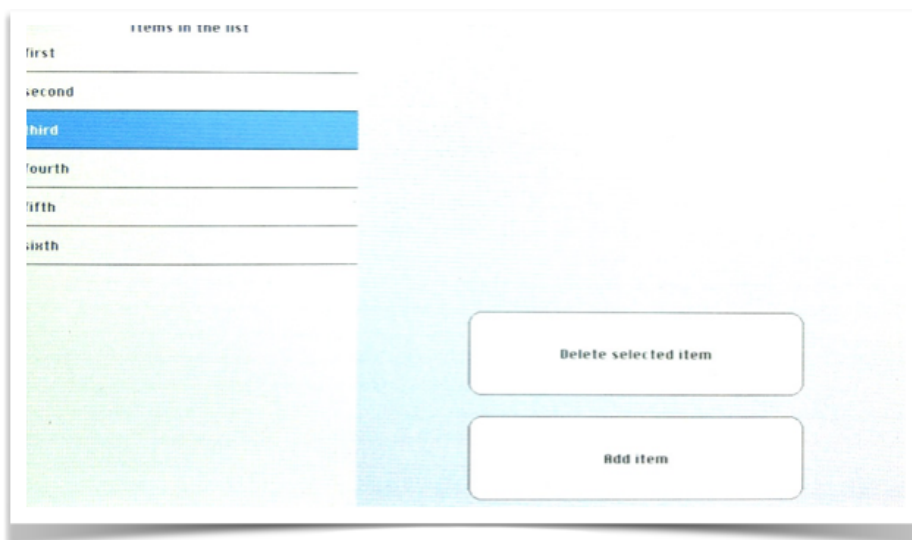 Items in the list
first
second
third
fourth
fifth
sixth
Delete selected item
Add item